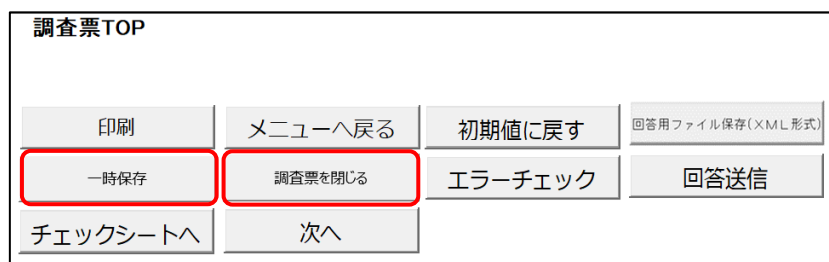 調査票TOP
印刷
メニューへ戻る
初期値に戻す
回答用ファイル保存(XML形式)
一時保存
調査票を閉じる
エラーチェック
回答送信
チェックシートへ
次へ